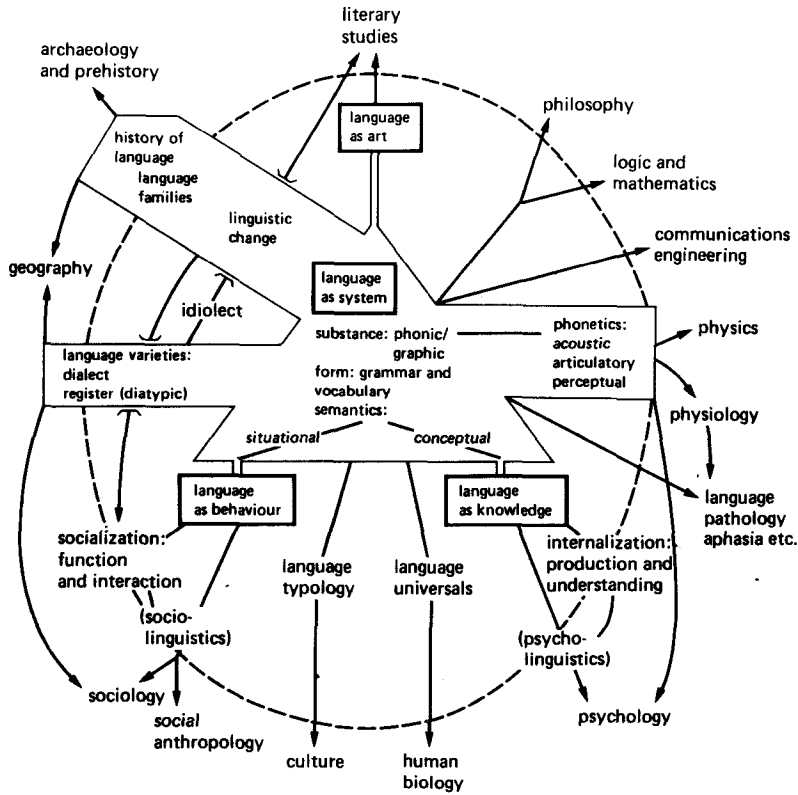 literary
studies
archaeology
and prehistory
language
as art
philosophy
history of
language
language
families
logic and
mathematics
linguistic
change
communications
engineering
geography
language
as system
idiolect
substance: phonic/
graphic
phonetics:
acoustic
articulatory
perceptual
physics
language varieties:
dialect
register (diatypic)
form: grammar and
vocabulary
semantics:
physiology
situational
conceptual
language
as behaviour
language
as knowledge
language
pathology
aphasia etc.
socialization:
function
and interaction
language
typology
language
universals
internalization:
production and
understanding
(socio-
linguistics)
(psycho-
linguistics)
sociology
social
anthropology
psychology
culture
human
biology